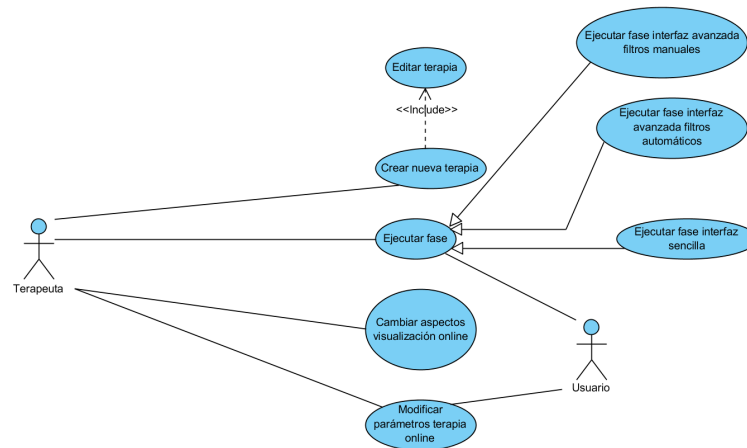 Ejecutar fase interfaz avanzada
filtros manuales
Editar terapia
<<Include>>
Ejecutar fase interfaz
avanzada filtros
automáticos
Crear nueva terapia
Ejecutar fase
Ejecutar fase interfaz
sencilla
Terapeuta
Cambiar aspectos
visualización online
Usuario
Modificar
parámetros terapia
online